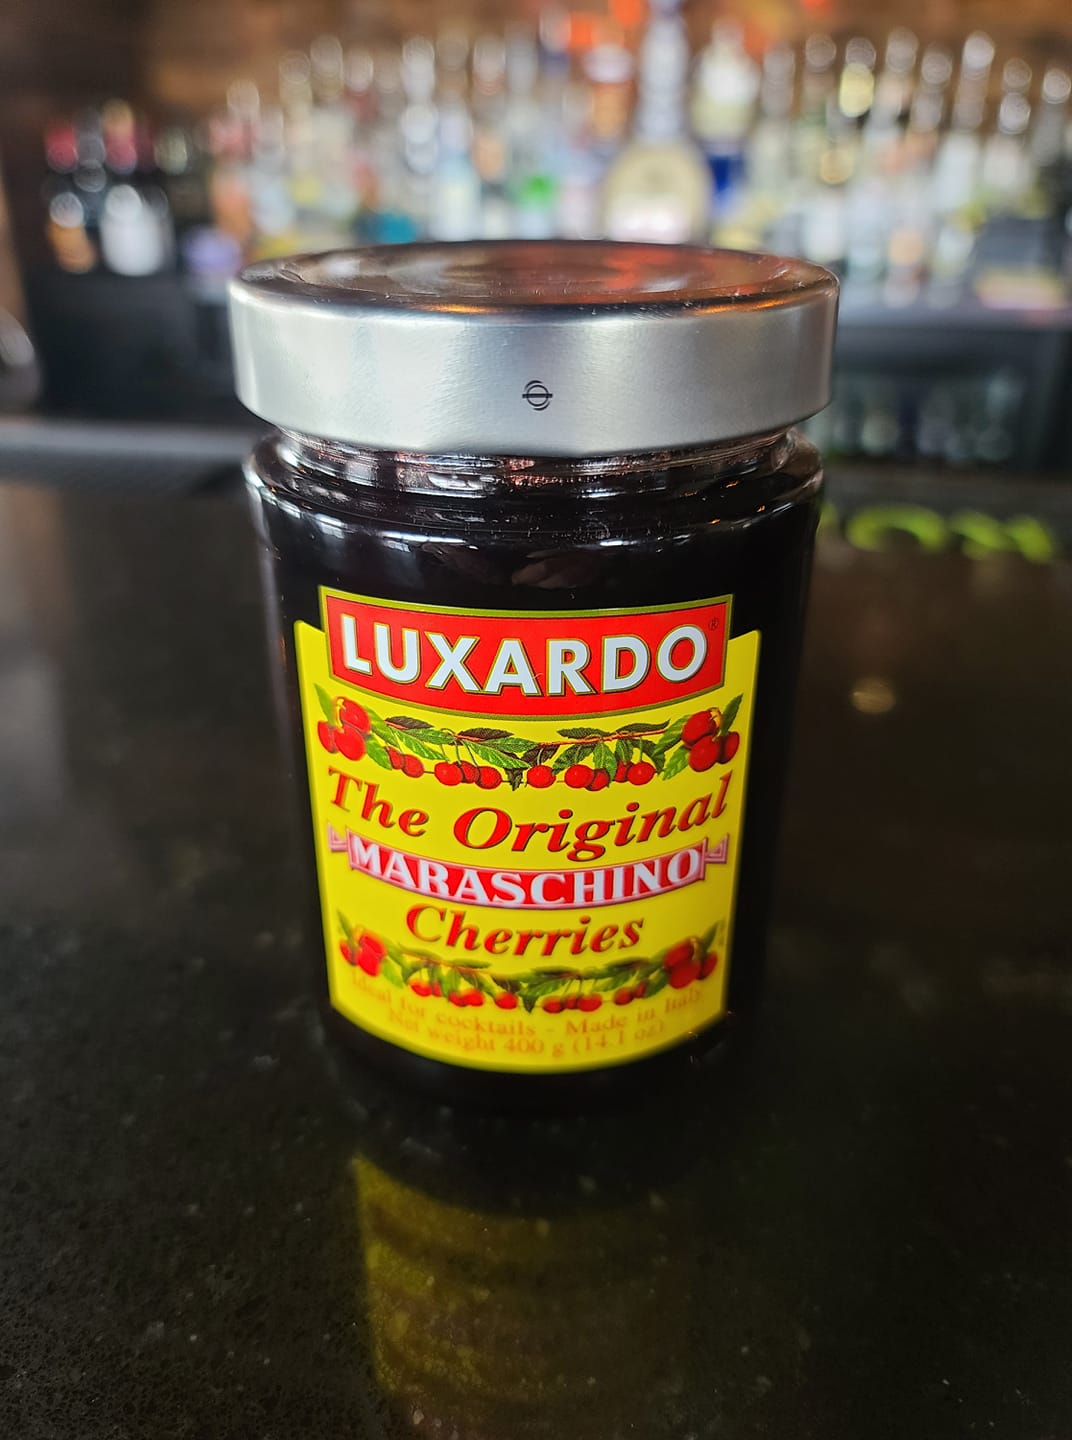 LUXARDO®
The Original
MARASCHINO
Cherries
Ideal for cocktails - Made in Italy
Net weight 400 g (14.1 oz)